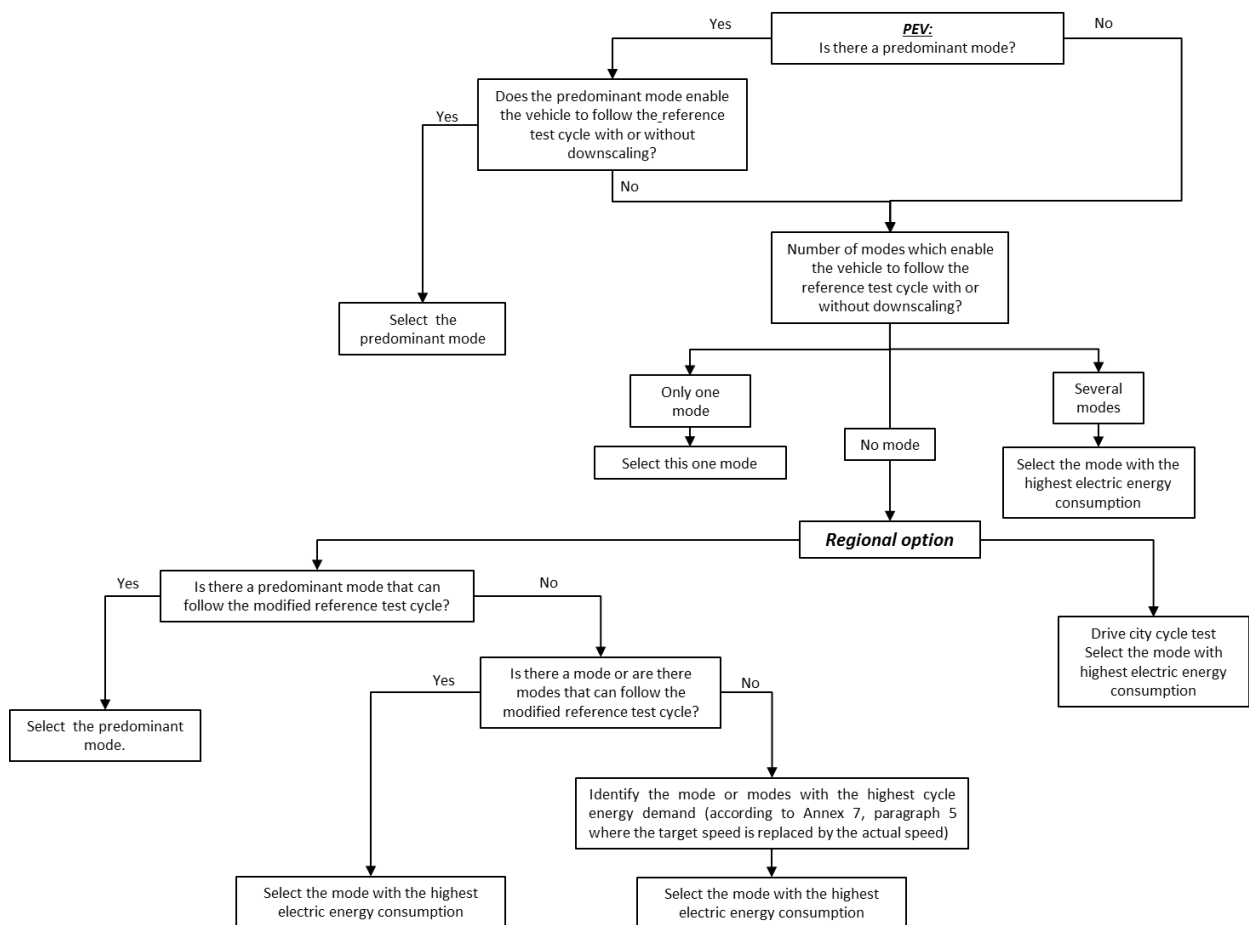 PEV:
Is there a predominant mode?
Yes
No
Does the predominant mode enable
the vehicle to follow the reference
test cycle with or without
downscaling?
Yes
No
Number of modes which enable
the vehicle to follow the
reference test cycle with or
without downscaling?
Select the
predominant mode
Only one
mode
Several
modes
No mode
Select this one mode
Select the mode with the
highest electric energy
consumption
Regional option
Yes
Is there a predominant mode that can
follow the modified reference test cycle?
No
Drive city cycle test
Select the mode with
highest electric energy
consumption
Yes
Is there a mode or are there
modes that can follow the
modified reference test cycle?
No
Select the predominant
mode.
Identify the mode or modes with the highest cycle
energy demand (according to Annex 7, paragraph 5
where the target speed is replaced by the actual speed)
Select the mode with the highest
electric energy consumption
Select the mode with the highest
electric energy consumption